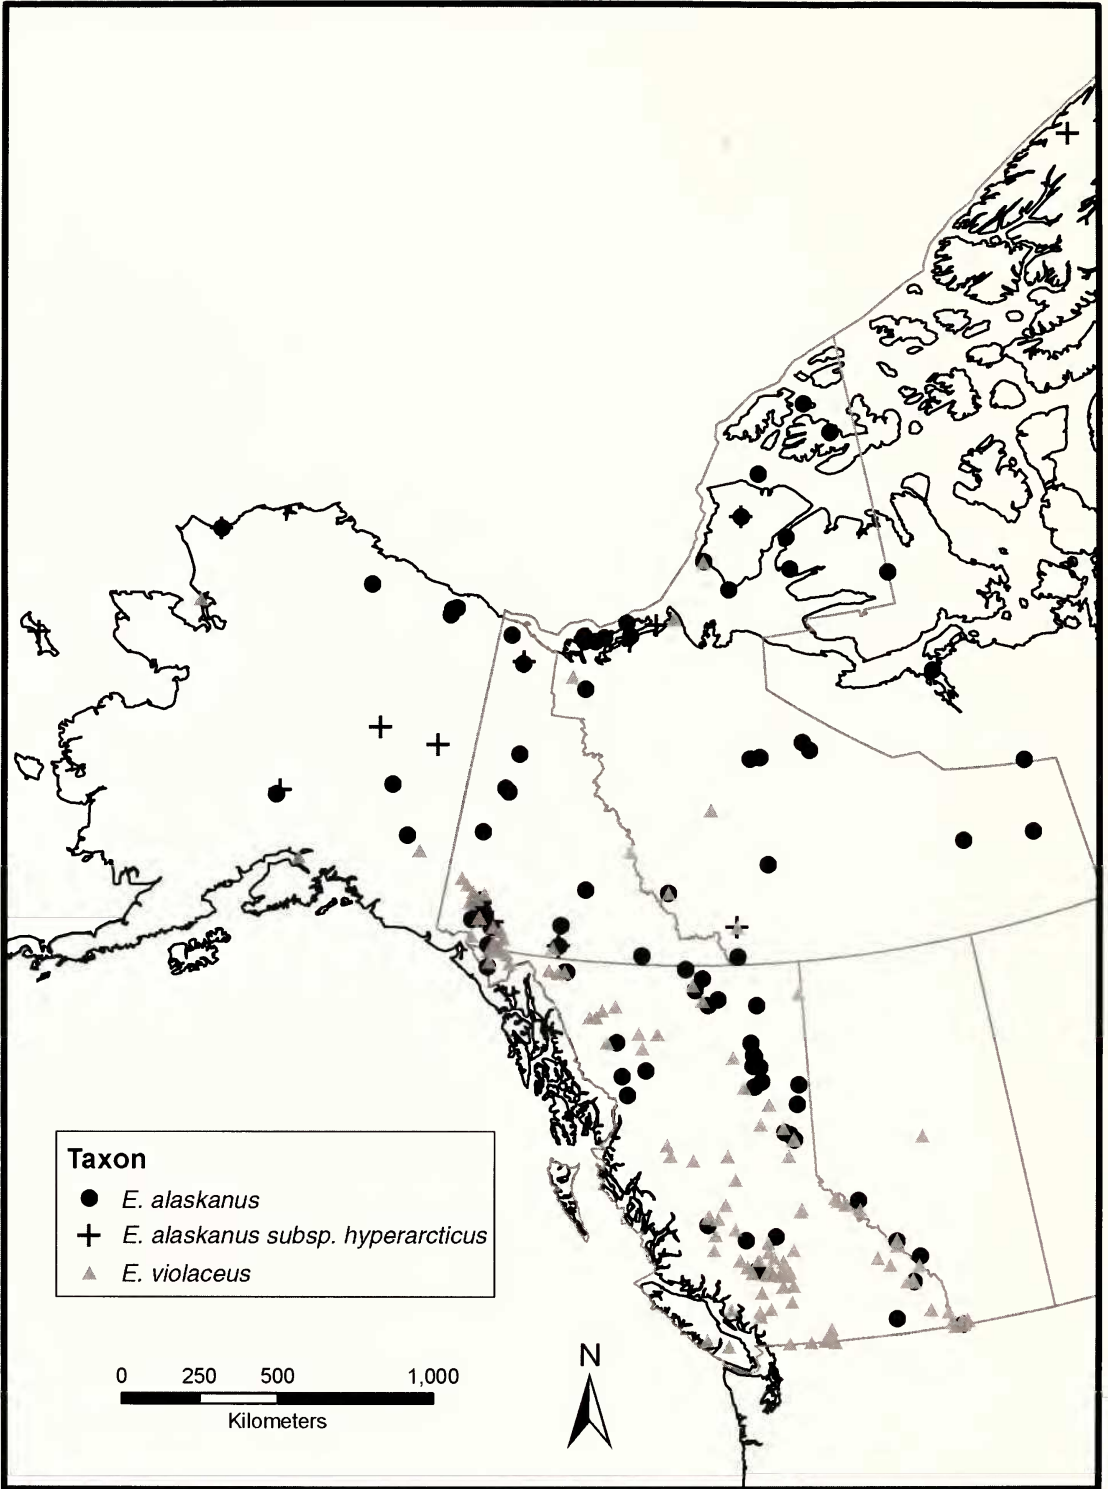 Taxon
E. alaskanus
E. alaskanus subsp. hyperarcticus
E. violaceus
N
0 250 500 1,000
Kilometers